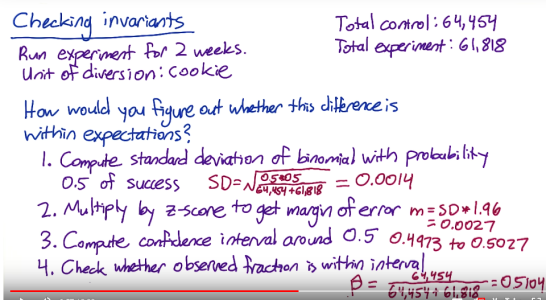 Checking invariants
Total control: 64,454
Run experiment for 2 weeks.
Total experiment: 61,818
Unit of diversion: cookie
How would you figure out whether this difference is
within expectations?
1. Compute standard deviation of binomial with probability
0.5 of success SD=√(0.5*0.5 / 64,454+61,818) = 0.0014
2. Multiply by z-score to get margin of error m = SD*1.96
= 0.0027
3. Compute confidence interval around 0.5 0.4973 to 0.5027
4. Check whether observed fraction is within interval
p̂ = 64,454 / 64,454+61,818 = 0.5104